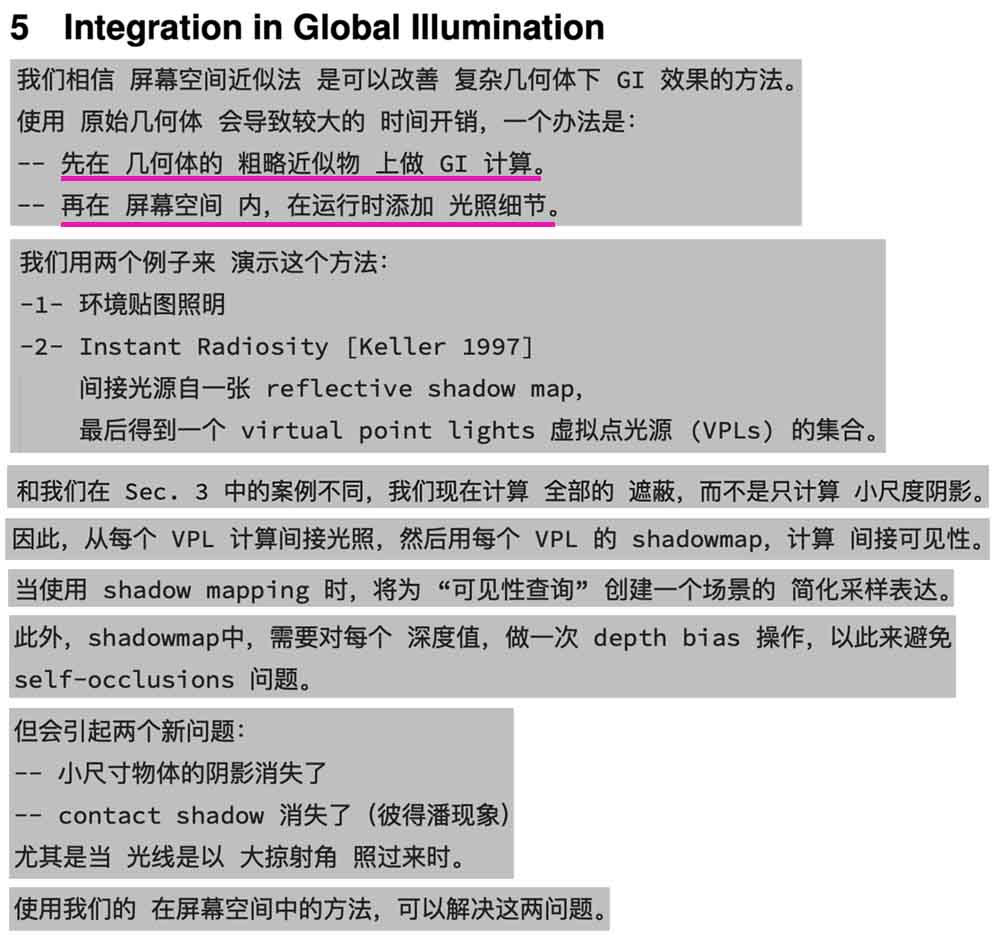 5 Integration in Global Illumination
我们相信 屏幕空间近似法 是可以改善 复杂几何体下 GI 效果的方法。
使用 原始几何体 会导致较大的 时间开销，一个办法是：
-- 先在 几何体的 粗略近似物 上做 GI 计算。
-- 再在 屏幕空间 内，在运行时添加 光照细节。
我们用两个例子来 演示这个方法：
-1- 环境贴图照明
-2- Instant Radiosity [Keller 1997]
间接光源自一张 reflective shadow map，
最后得到一个 virtual point lights 虚拟点光源 (VPLs) 的集合。
和我们在 Sec. 3 中的案例不同，我们现在计算 全部的 遮蔽，而不是只计算 小尺度阴影。
因此，从每个 VPL 计算间接光照，然后用每个 VPL 的 shadowmap，计算 间接可见性。
当使用 shadow mapping 时，将为 “可见性查询” 创建一个场景的 简化采样表达。
此外，shadowmap中，需要对每个 深度值，做一次 depth bias 操作，以此来避免
self-occlusions 问题。
但会引起两个新问题：
-- 小尺寸物体的阴影消失了
-- contact shadow 消失了（彼得潘现象）
尤其是当 光线是以 大掠射角 照过来时。
使用我们的 在屏幕空间中的方法，可以解决这两问题。